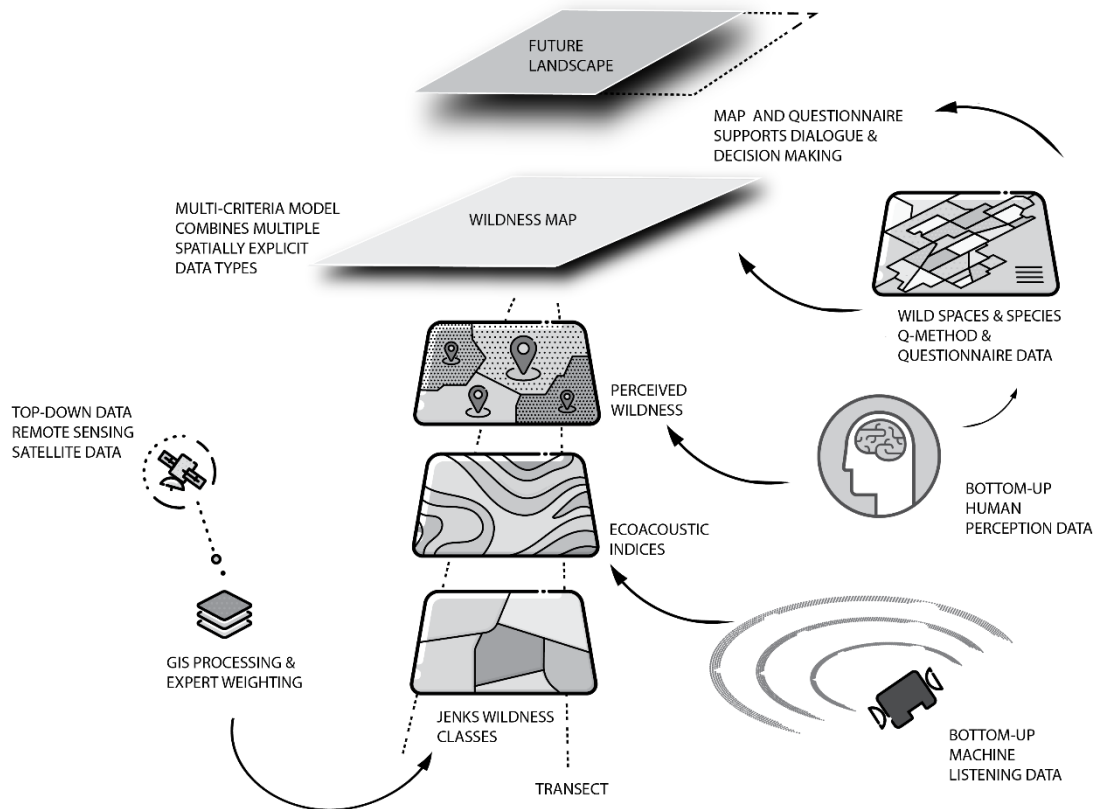 FUTURE
LANDSCAPE
MAP AND QUESTIONNAIRE
SUPPORTS DIALOGUE &
DECISION MAKING
MULTI-CRITERIA MODEL
COMBINES MULTIPLE
SPATIALLY EXPLICIT
DATA TYPES
WILDNESS MAP
WILD SPACES & SPECIES
Q-METHOD &
QUESTIONNAIRE DATA
PERCEIVED
WILDNESS
TOP-DOWN DATA
REMOTE SENSING
SATELLITE DATA
BOTTOM-UP
HUMAN
PERCEPTION DATA
ECOACOUSTIC
INDICES
GIS PROCESSING &
EXPERT WEIGHTING
JENKS WILDNESS
CLASSES
BOTTOM-UP
MACHINE
LISTENING DATA
TRANSECT